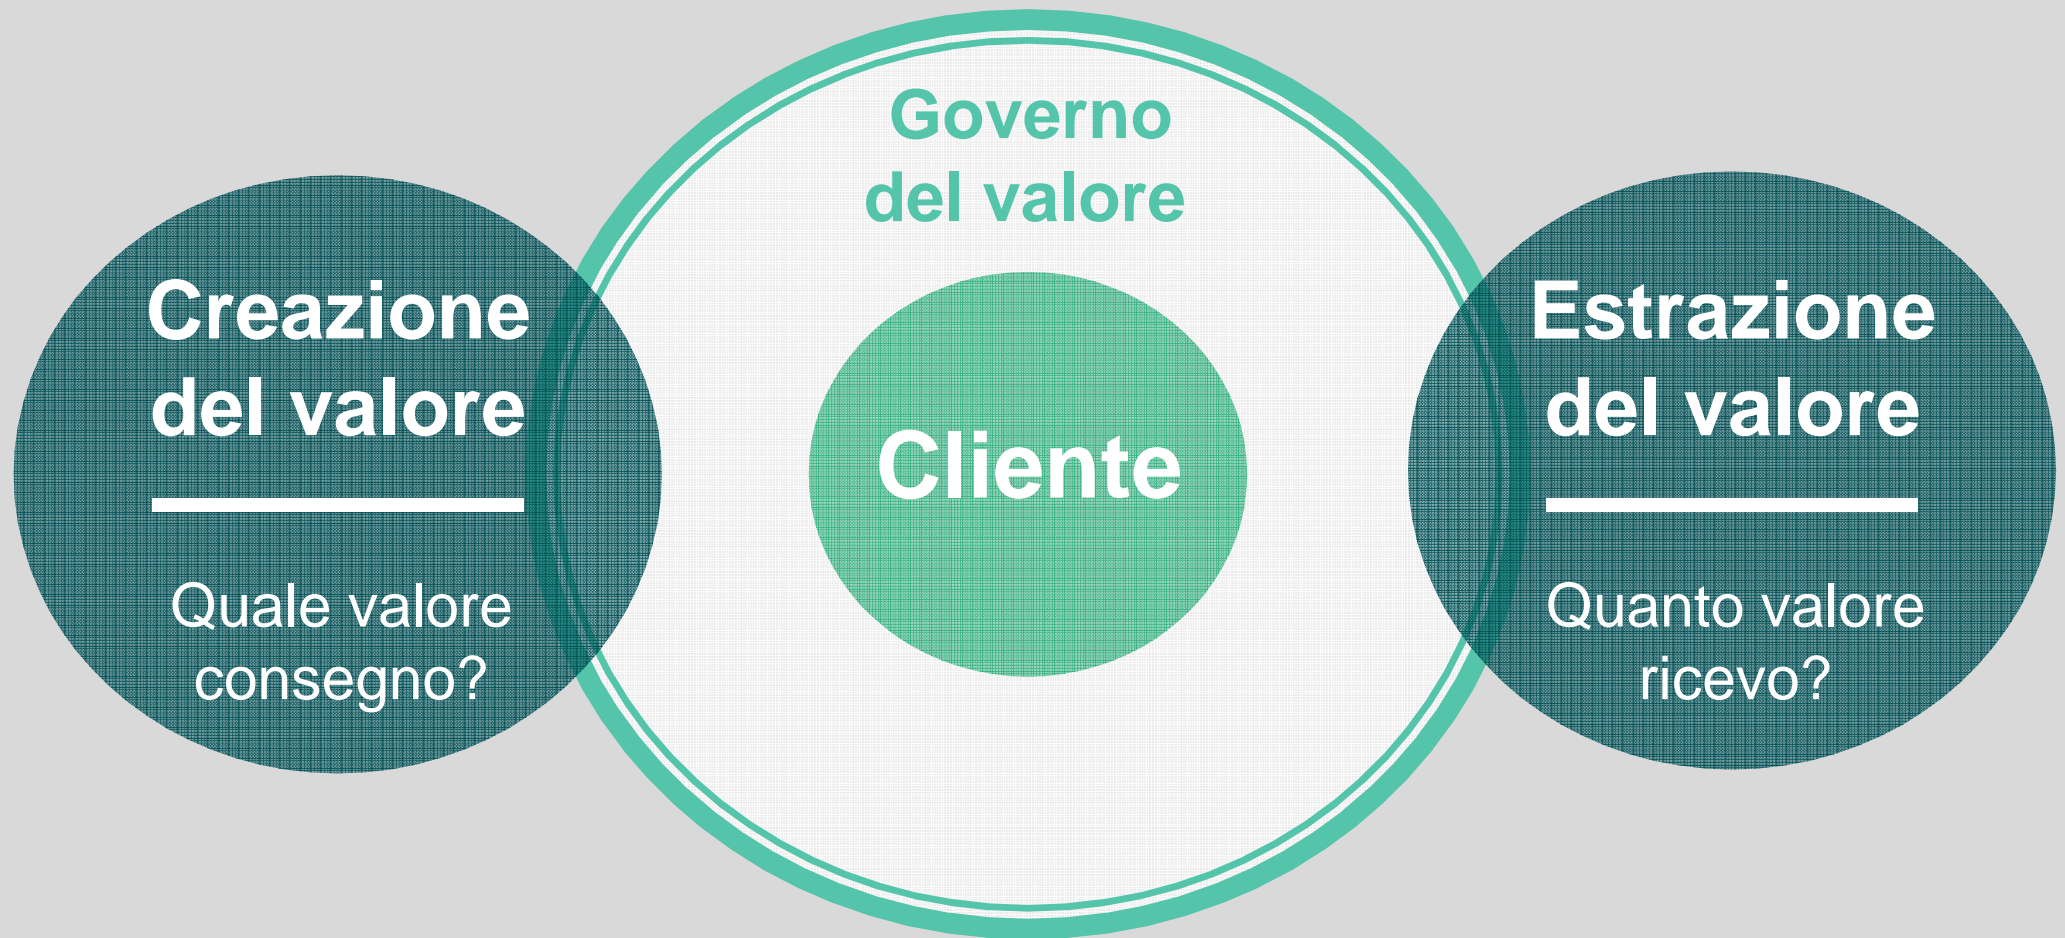 Governo
del valore
Creazione
del valore
Quale valore
consegno?
Cliente
Estrazione
del valore
Quanto valore
ricevo?